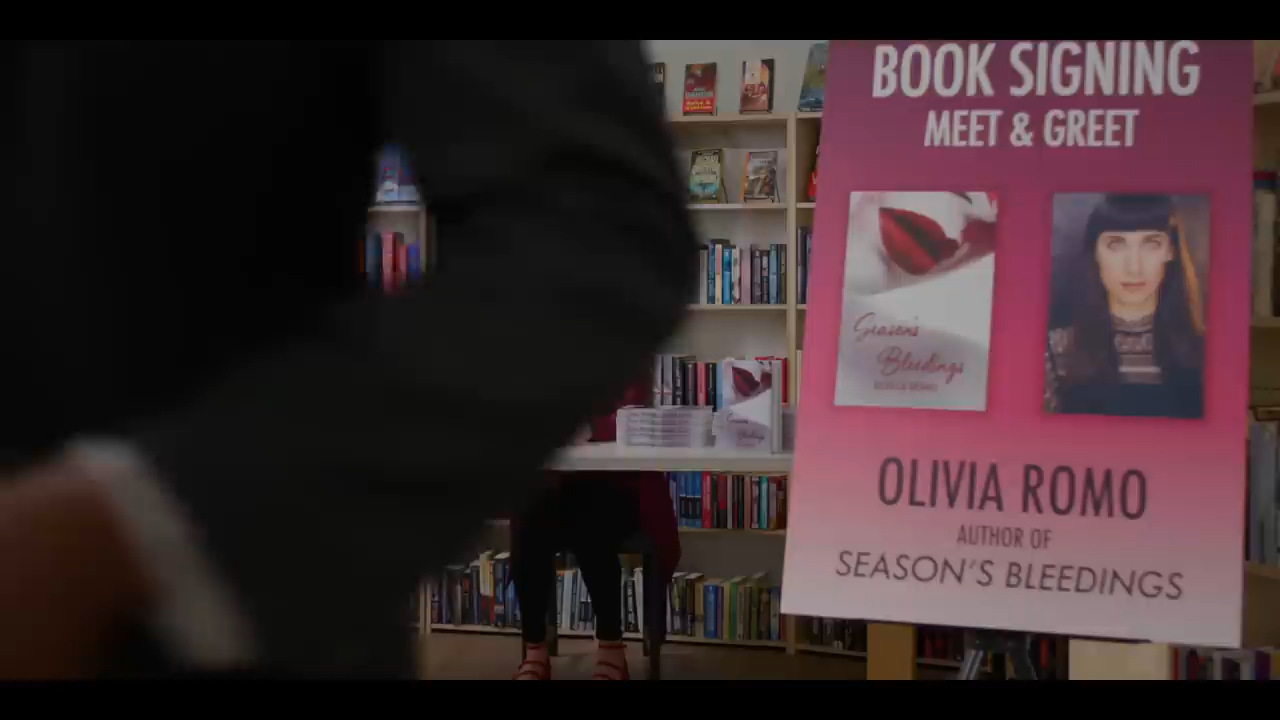 BOOK SIGNING
MEET & GREET
Season's
Bleedings
OLIVIA ROMO
AUTHOR OF
SEASON'S BLEEDINGS